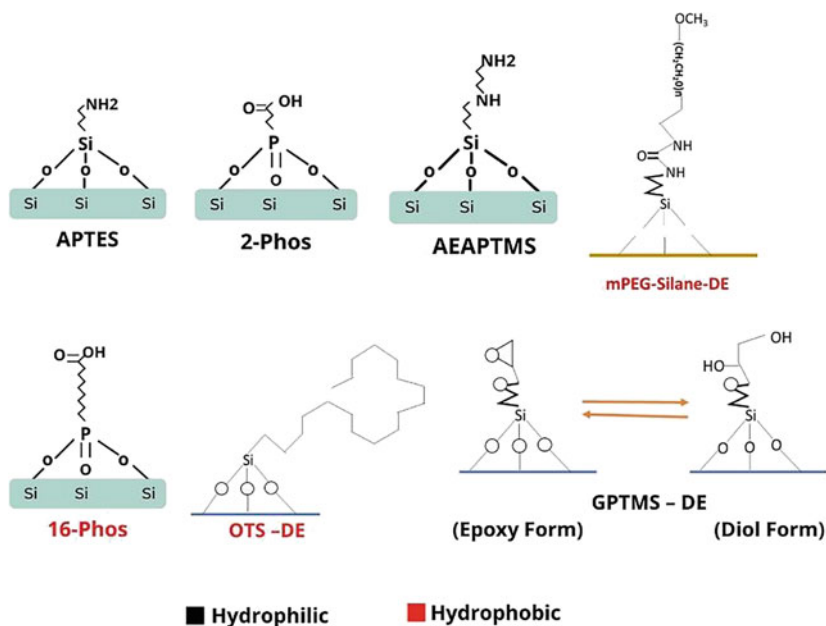 NH2
Si
o o o
Si Si Si
APTES
O OH
P
o o
O
Si Si Si
2-Phos
NH2
NH
Si
o o o
Si Si Si
AEAPTMS
OCH₃
(CH₂CH₂O)n
NH
O
NH
Si
mPEG-Silane-DE
O OH
P
o o
O
Si Si Si
16-Phos
Si
OTS –DE
Si
(Epoxy Form)
GPTMS – DE
OH
HO
Si
O O O
(Diol Form)
Hydrophilic
Hydrophobic